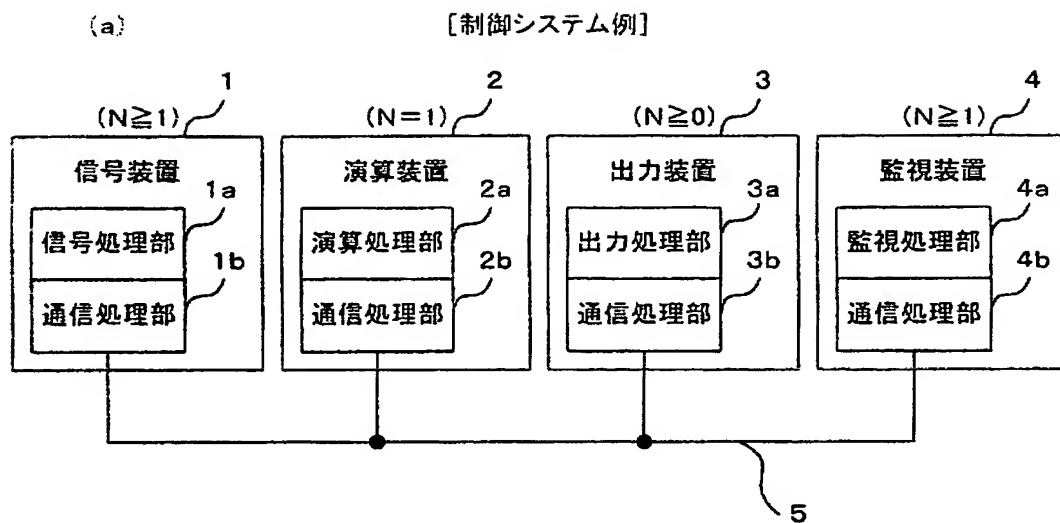 (a)
[制御システム例]
1
2
3
4
(N≧1)
(N=1)
(N≧0)
(N≧1)
信号装置
演算装置
出力装置
監視装置
1a
2a
3a
4a
信号処理部
演算処理部
出力処理部
監視処理部
1b
2b
3b
4b
通信処理部
通信処理部
通信処理部
通信処理部
5